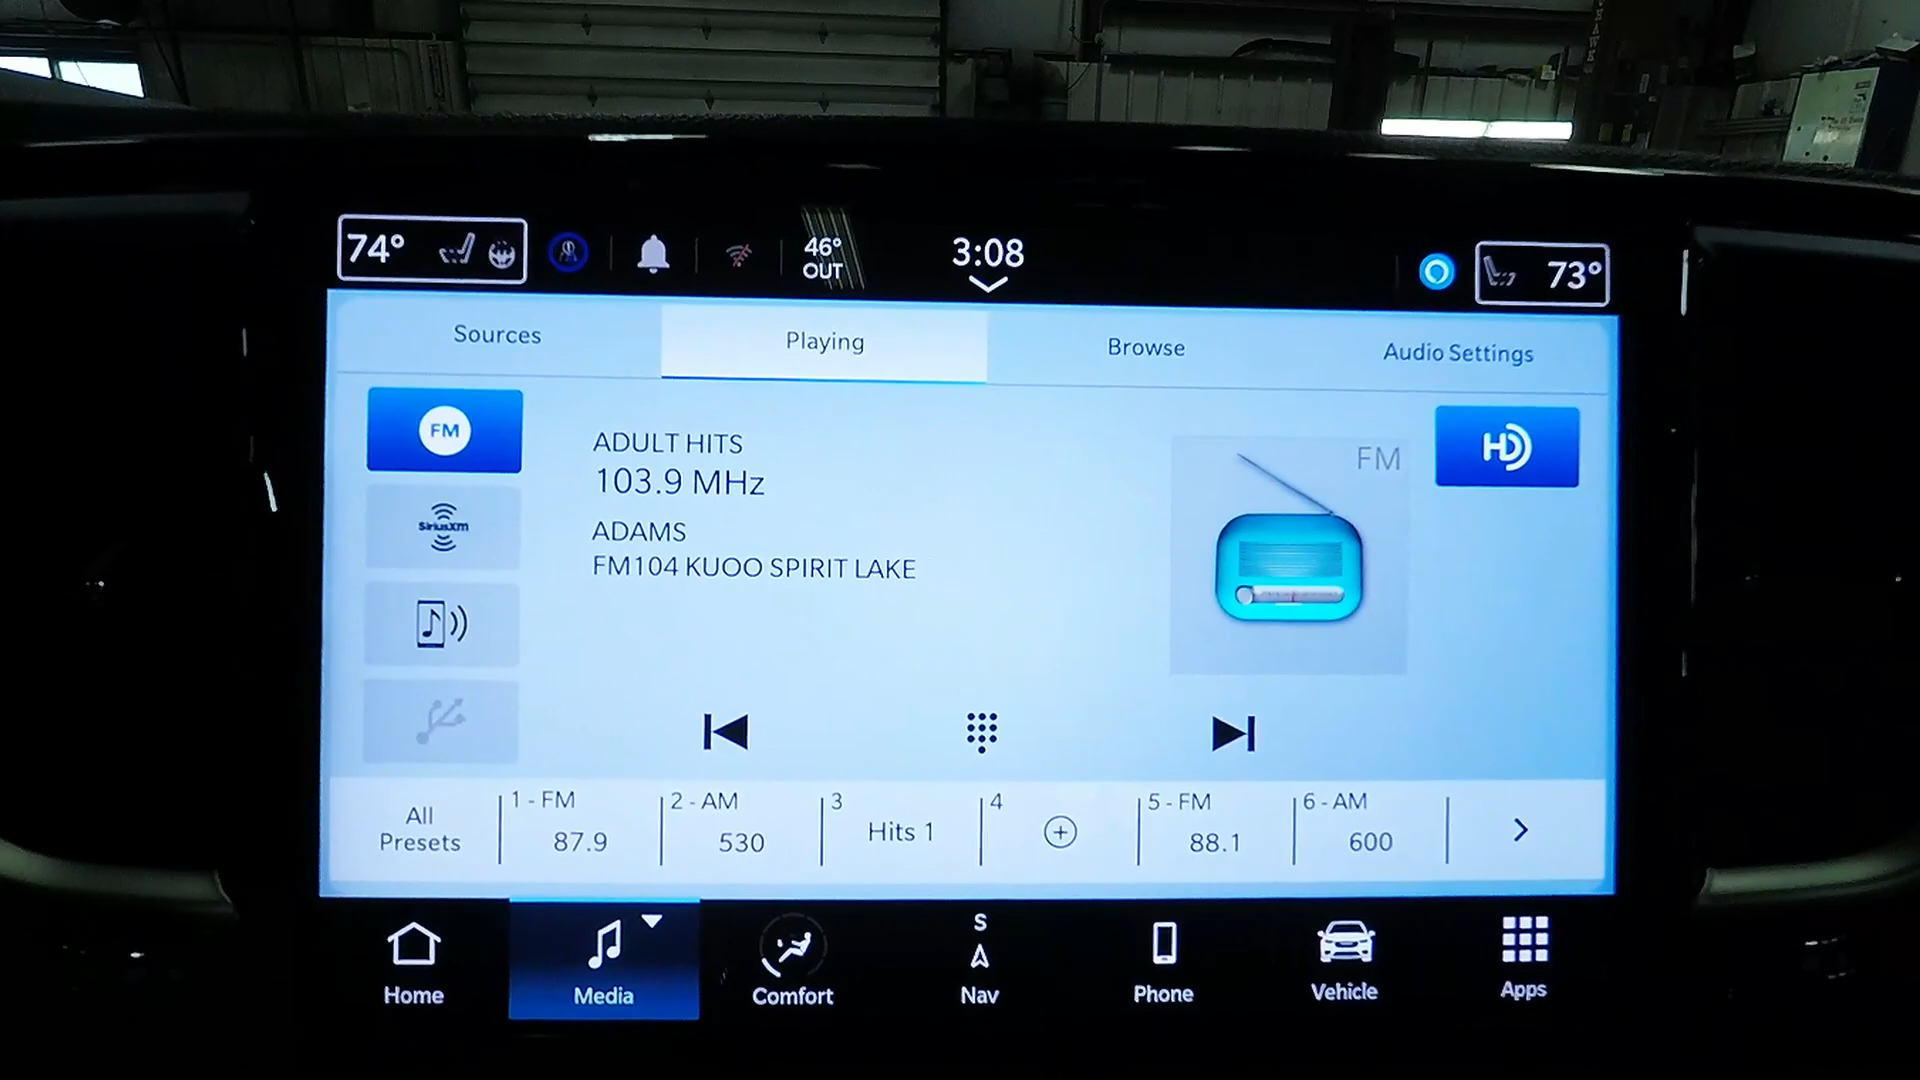 74°
46°
OUT
3:08
73°
Sources
Playing
Browse
Audio Settings
FM
ADULT HITS
103.9 MHz
FM
HD
SiriusXM
ADAMS
FM104 KUOO SPIRIT LAKE
All
Presets
1 - FM
87.9
2 - AM
530
3
Hits 1
4
5 - FM
88.1
6 - AM
600
S
Home
Media
Comfort
Nav
Phone
Vehicle
Apps